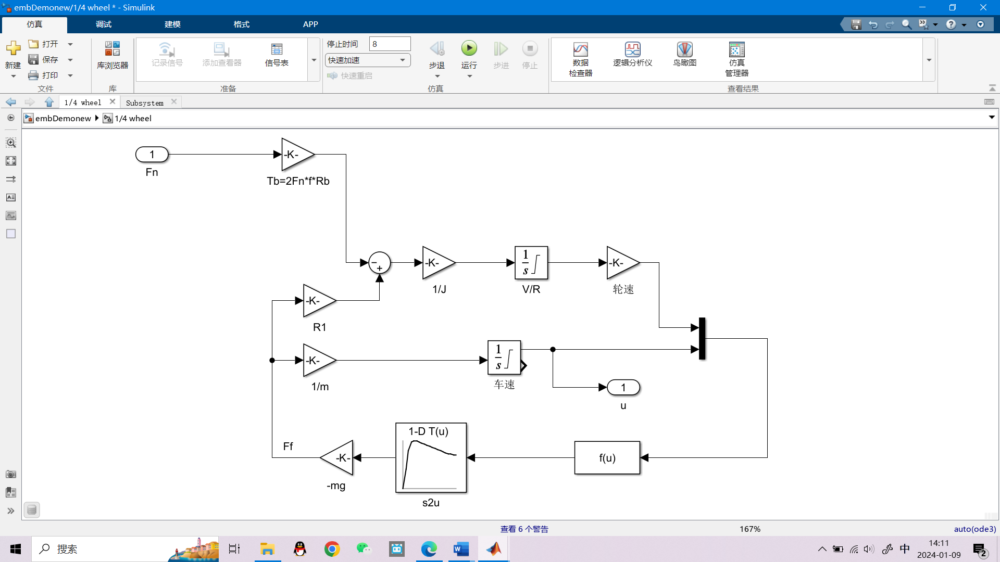 embDemonew/1/4 wheel * - Simulink
仿真
调试
建模
格式
APP
新建
打开
保存
打印
文件
库浏览器
库
记录信号
添加查看器
信号表
准备
停止时间
8
快速加速
快速重启
步退
运行
步进
停止
仿真
数据
检查器
逻辑分析仪
鸟瞰图
仿真
管理器
查看结果
1/4 wheel
Subsystem
embDemonew
1/4 wheel
1
Fn
-K-
Tb=2Fn*f*Rb
-K-
1/J
1
s
V/R
-K-
轮速
-K-
R1
-K-
1/m
1
s
车速
1
u
1-D T(u)
s2u
f(u)
Ff
-K-
-mg
查看 6 个警告
167%
auto(ode3)
搜索
中
14:11
2024-01-09
2